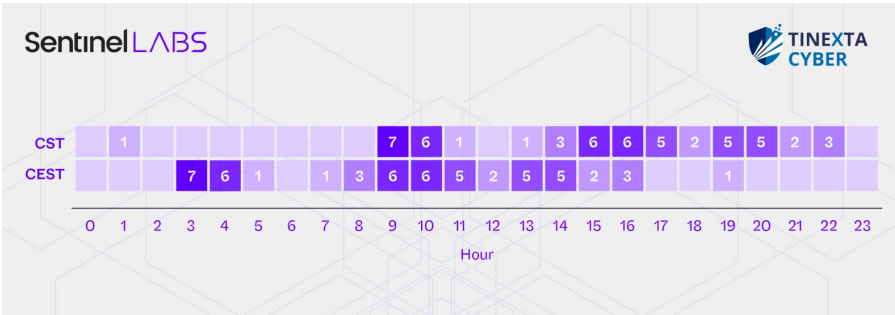 SentinelLABS
TINEXTA
CYBER
CST 1 7 6 1 1 3 6 6 5 2 5 5 2 3
CEST 7 6 1 1 3 6 6 5 2 5 5 2 3 1
0 1 2 3 4 5 6 7 8 9 10 11 12 13 14 15 16 17 18 19 20 21 22 23
Hour